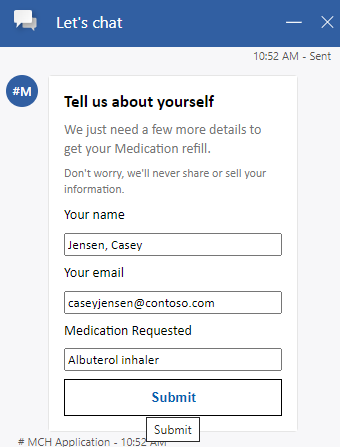 Let's chat
10:52 AM - Sent
#M
Tell us about yourself
We just need a few more details to
get your Medication refill.
Don't worry, we'll never share or sell your
information.
Your name
Jensen, Casey
Your email
caseyjensen@contoso.com
Medication Requested
Albuterol inhaler
Submit
Submit
# MCH Application - 10:52 AM